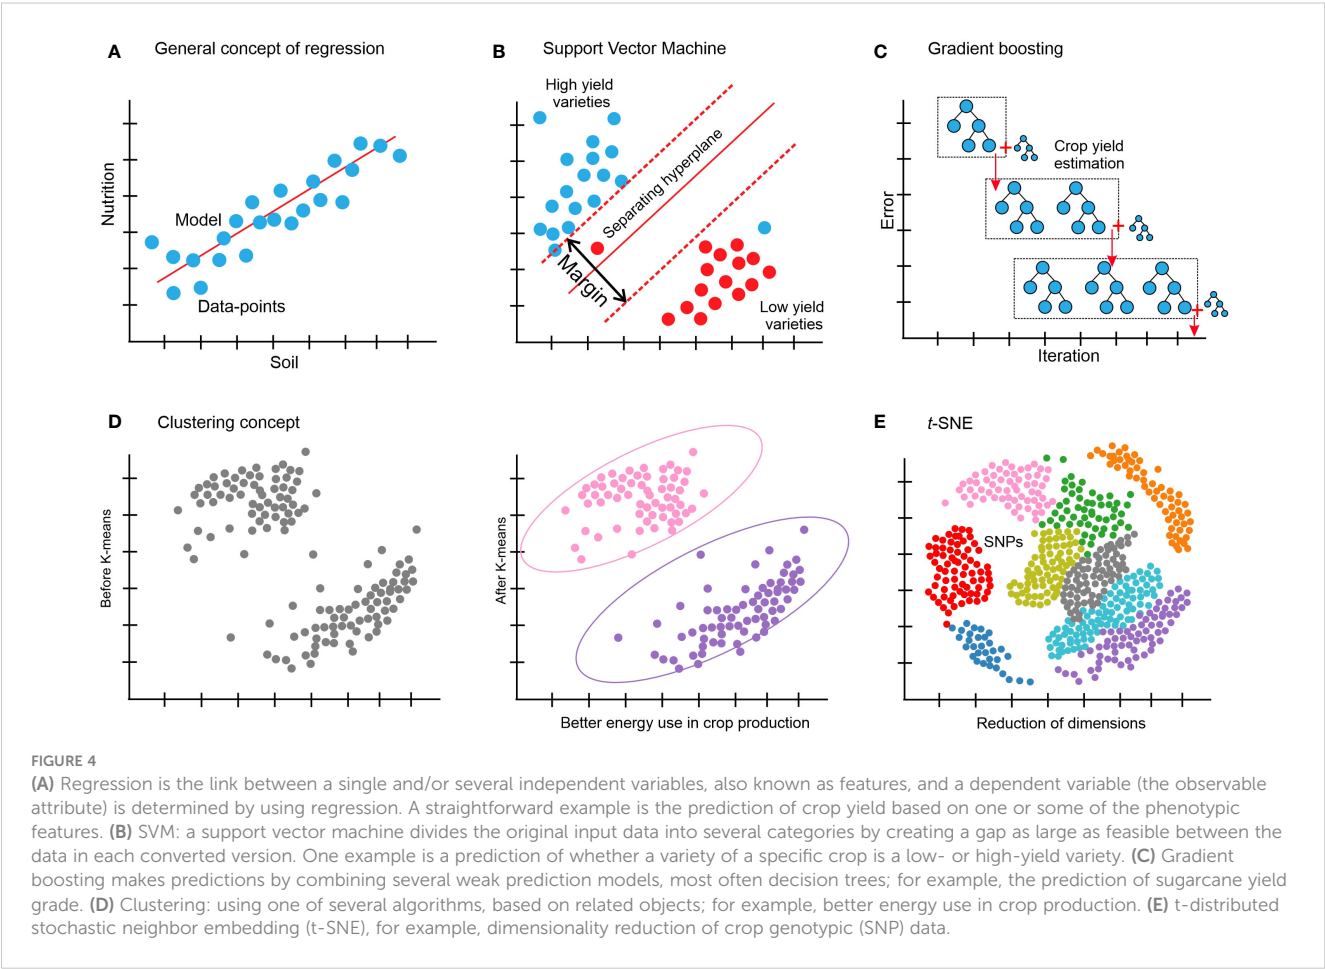 A General concept of regression
Nutrition
Model
Data-points
Soil
B Support Vector Machine
High yield
varieties
Separating hyperplane
Margin
Low yield
varieties
C Gradient boosting
Error
Crop yield
estimation
Iteration
D Clustering concept
Before K-means
After K-means
Better energy use in crop production
E t-SNE
SNPs
Reduction of dimensions
FIGURE 4
(A) Regression is the link between a single and/or several independent variables, also known as features, and a dependent variable (the observable
attribute) is determined by using regression. A straightforward example is the prediction of crop yield based on one or some of the phenotypic
features. (B) SVM: a support vector machine divides the original input data into several categories by creating a gap as large as feasible between the
data in each converted version. One example is a prediction of whether a variety of a specific crop is a low- or high-yield variety. (C) Gradient
boosting makes predictions by combining several weak prediction models, most often decision trees; for example, the prediction of sugarcane yield
grade. (D) Clustering: using one of several algorithms, based on related objects; for example, better energy use in crop production. (E) t-distributed
stochastic neighbor embedding (t-SNE), for example, dimensionality reduction of crop genotypic (SNP) data.